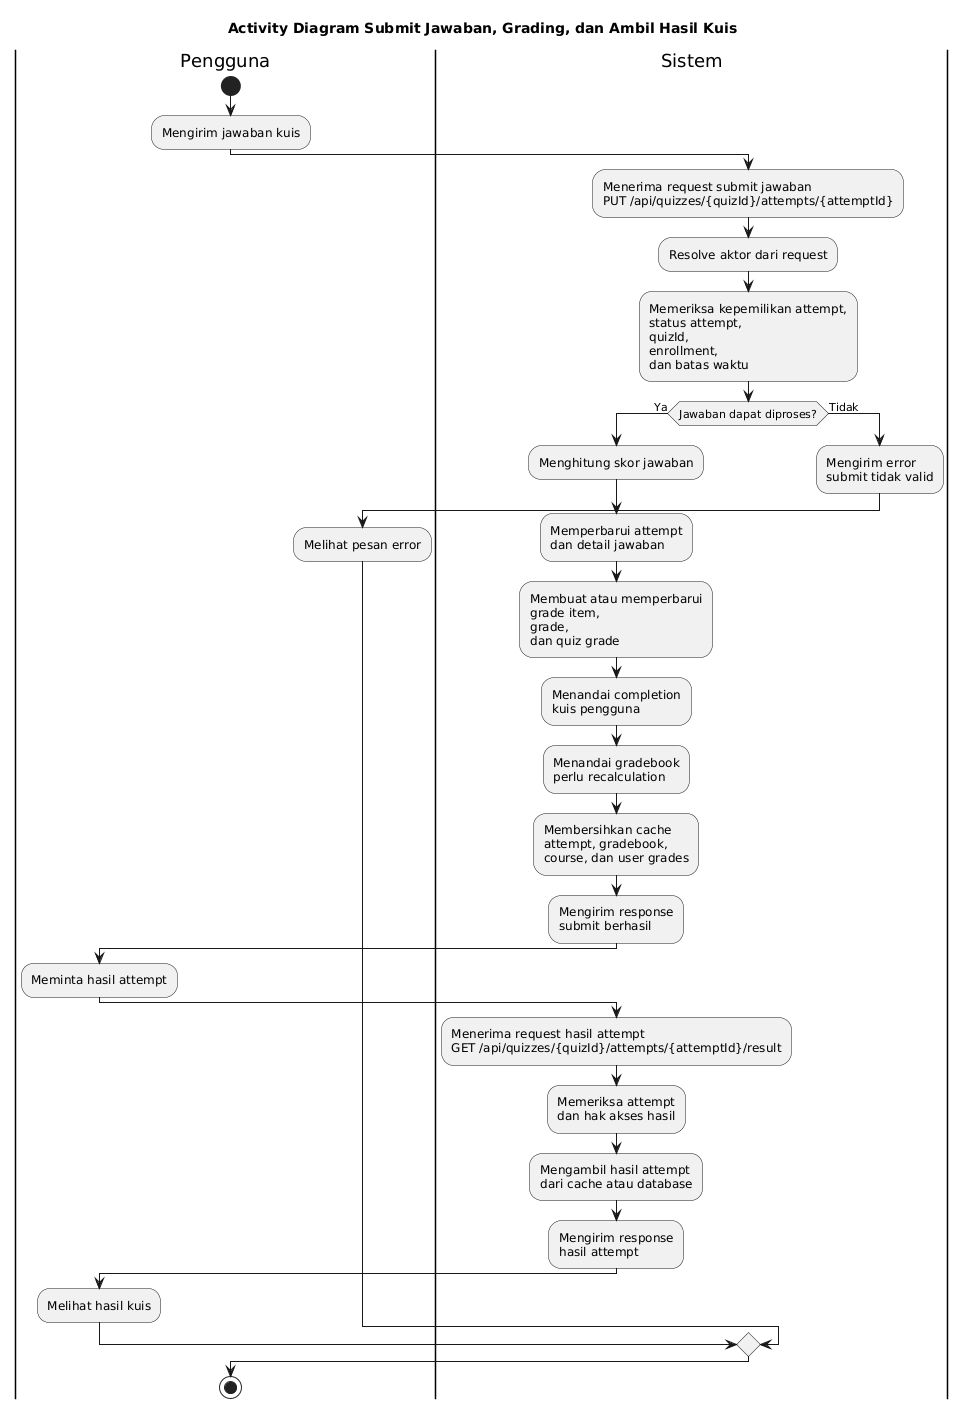 Activity Diagram Submit Jawaban, Grading, dan Ambil Hasil Kuis
Pengguna
Sistem
Mengirim jawaban kuis
Menerima request submit jawaban
PUT /api/quizzes/{quizId}/attempts/{attemptId}
Resolve aktor dari request
Memeriksa kepemilikan attempt,
status attempt,
quizId,
enrollment,
dan batas waktu
Ya
Jawaban dapat diproses?
Tidak
Menghitung skor jawaban
Mengirim error
submit tidak valid
Melihat pesan error
Memperbarui attempt
dan detail jawaban
Membuat atau memperbarui
grade item,
grade,
dan quiz grade
Menandai completion
kuis pengguna
Menandai gradebook
perlu recalculation
Membersihkan cache
attempt, gradebook,
course, dan user grades
Mengirim response
submit berhasil
Meminta hasil attempt
Menerima request hasil attempt
GET /api/quizzes/{quizId}/attempts/{attemptId}/result
Memeriksa attempt
dan hak akses hasil
Mengambil hasil attempt
dari cache atau database
Mengirim response
hasil attempt
Melihat hasil kuis